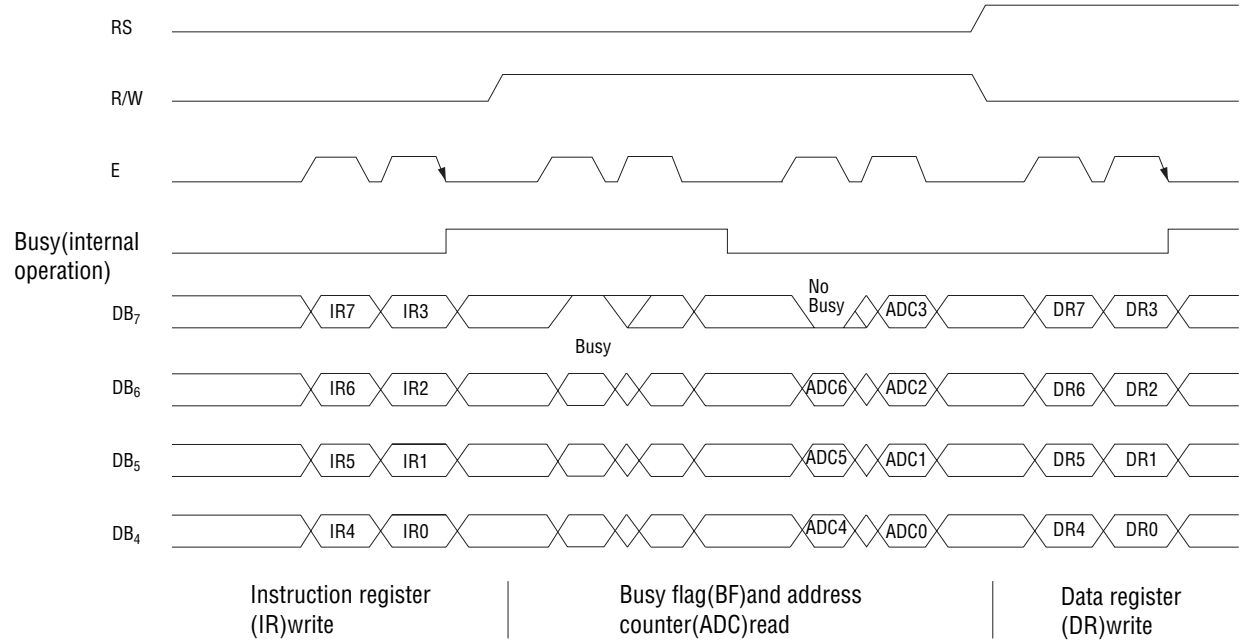 RS
R/W
E
Busy(internal
operation)
No
Busy
DB7 IR7 IR3 ADC3 DR7 DR3
Busy
DB6 IR6 IR2 ADC6 ADC2 DR6 DR2
DB5 IR5 IR1 ADC5 ADC1 DR5 DR1
DB4 IR4 IR0 ADC4 ADC0 DR4 DR0
Instruction register
(IR)write
Busy flag(BF)and address
counter(ADC)read
Data register
(DR)write